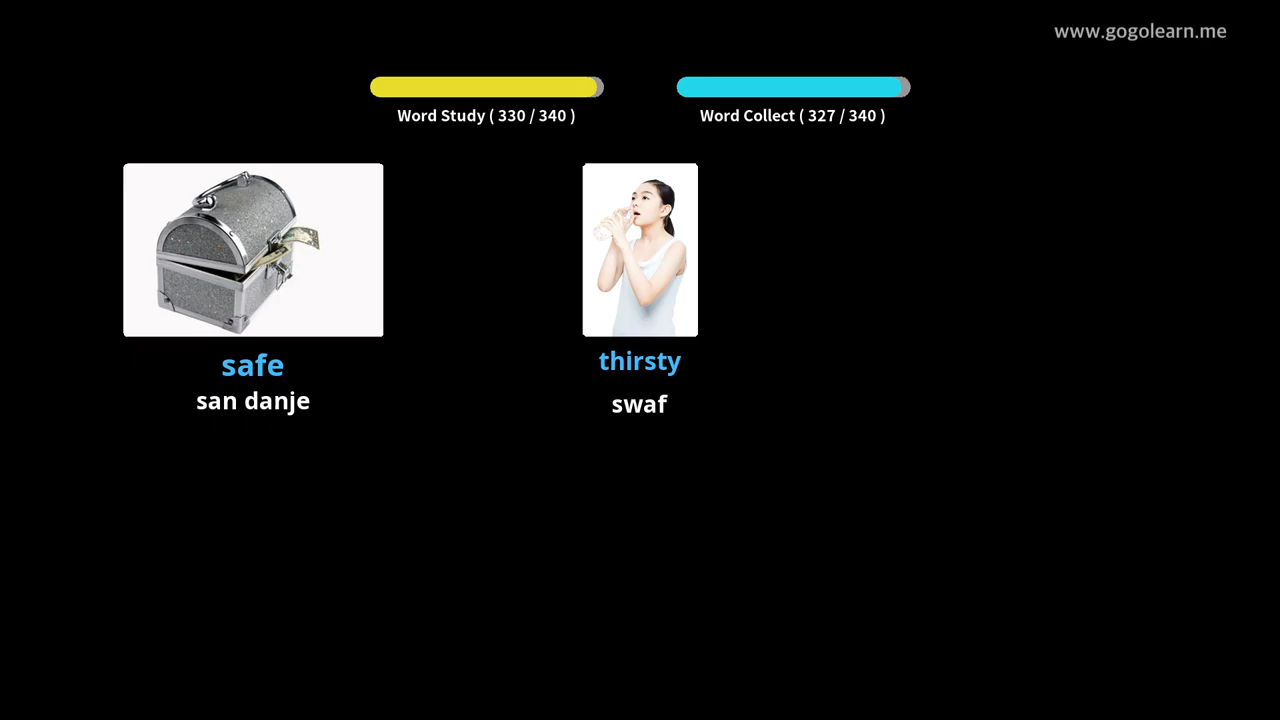 www.gogolearn.me
Word Study ( 330 / 340 )
Word Collect ( 327 / 340 )
safe
san danje
thirsty
swaf